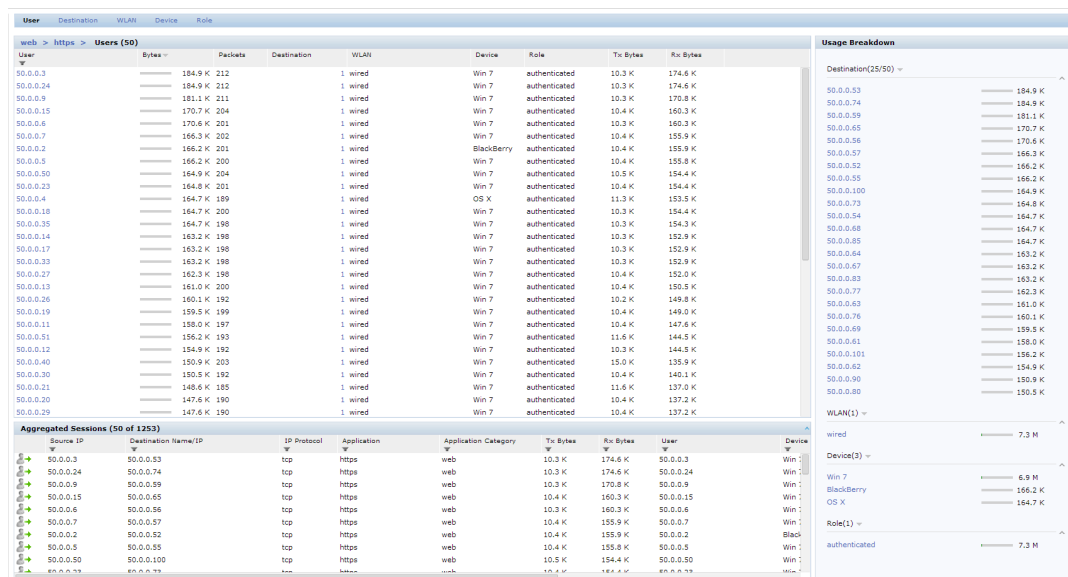 User Destination WLAN Device Role
web > https > Users (50)
User Bytes Packets Destination WLAN Device Role Tx Bytes Rx Bytes
50.0.0.3 184.9 K 212 1 wired Win 7 authenticated 10.3 K 174.6 K
50.0.0.24 184.9 K 212 1 wired Win 7 authenticated 10.3 K 174.6 K
50.0.0.9 181.1 K 211 1 wired Win 7 authenticated 10.3 K 170.8 K
50.0.0.15 170.7 K 204 1 wired Win 7 authenticated 10.4 K 160.3 K
50.0.0.6 170.6 K 201 1 wired Win 7 authenticated 10.3 K 160.3 K
50.0.0.7 166.3 K 202 1 wired Win 7 authenticated 10.4 K 155.9 K
50.0.0.2 166.2 K 201 1 wired BlackBerry authenticated 10.4 K 155.9 K
50.0.0.5 166.2 K 200 1 wired Win 7 authenticated 10.4 K 155.8 K
50.0.0.50 164.9 K 204 1 wired Win 7 authenticated 10.5 K 154.4 K
50.0.0.23 164.8 K 201 1 wired Win 7 authenticated 10.4 K 154.4 K
50.0.0.4 164.7 K 189 1 wired OS X authenticated 11.3 K 153.5 K
50.0.0.18 164.7 K 200 1 wired Win 7 authenticated 10.3 K 154.4 K
50.0.0.35 164.7 K 198 1 wired Win 7 authenticated 10.3 K 154.3 K
50.0.0.14 163.2 K 198 1 wired Win 7 authenticated 10.3 K 152.9 K
50.0.0.17 163.2 K 198 1 wired Win 7 authenticated 10.3 K 152.9 K
50.0.0.33 163.2 K 198 1 wired Win 7 authenticated 10.3 K 152.9 K
50.0.0.27 162.3 K 198 1 wired Win 7 authenticated 10.4 K 152.0 K
50.0.0.13 161.0 K 200 1 wired Win 7 authenticated 10.4 K 150.5 K
50.0.0.26 160.1 K 192 1 wired Win 7 authenticated 10.2 K 149.8 K
50.0.0.19 159.5 K 199 1 wired Win 7 authenticated 10.4 K 149.0 K
50.0.0.11 158.0 K 197 1 wired Win 7 authenticated 10.4 K 147.6 K
50.0.0.51 156.2 K 193 1 wired Win 7 authenticated 11.6 K 144.5 K
50.0.0.12 154.9 K 192 1 wired Win 7 authenticated 10.3 K 144.5 K
50.0.0.40 150.9 K 203 1 wired Win 7 authenticated 15.0 K 135.9 K
50.0.0.30 150.5 K 192 1 wired Win 7 authenticated 10.4 K 140.1 K
50.0.0.21 148.6 K 185 1 wired Win 7 authenticated 11.6 K 137.0 K
50.0.0.20 147.6 K 190 1 wired Win 7 authenticated 10.4 K 137.2 K
50.0.0.29 147.6 K 190 1 wired Win 7 authenticated 10.4 K 137.2 K
Aggregated Sessions (50 of 1253)
Source IP Destination Name/IP IP Protocol Application Application Category Tx Bytes Rx Bytes User Device
50.0.0.3 50.0.0.53 tcp https web 10.3 K 174.6 K 50.0.0.3 Win
50.0.0.24 50.0.0.74 tcp https web 10.3 K 174.6 K 50.0.0.24 Win
50.0.0.9 50.0.0.59 tcp https web 10.3 K 170.8 K 50.0.0.9 Win
50.0.0.15 50.0.0.65 tcp https web 10.4 K 160.3 K 50.0.0.15 Win
50.0.0.6 50.0.0.56 tcp https web 10.3 K 160.3 K 50.0.0.6 Win
50.0.0.7 50.0.0.57 tcp https web 10.4 K 155.9 K 50.0.0.7 Win
50.0.0.2 50.0.0.52 tcp https web 10.4 K 155.9 K 50.0.0.2 Black
50.0.0.5 50.0.0.55 tcp https web 10.4 K 155.8 K 50.0.0.5 Win
50.0.0.50 50.0.0.100 tcp https web 10.5 K 154.4 K 50.0.0.50 Win
Usage Breakdown
Destination(25/50)
50.0.0.53 184.9 K
50.0.0.74 184.9 K
50.0.0.59 181.1 K
50.0.0.65 170.7 K
50.0.0.56 170.6 K
50.0.0.57 166.3 K
50.0.0.52 166.2 K
50.0.0.55 166.2 K
50.0.0.100 164.9 K
50.0.0.73 164.8 K
50.0.0.54 164.7 K
50.0.0.68 164.7 K
50.0.0.85 164.7 K
50.0.0.64 163.2 K
50.0.0.67 163.2 K
50.0.0.83 163.2 K
50.0.0.77 162.3 K
50.0.0.63 161.0 K
50.0.0.76 160.1 K
50.0.0.69 159.5 K
50.0.0.61 158.0 K
50.0.0.101 156.2 K
50.0.0.62 154.9 K
50.0.0.90 150.9 K
50.0.0.80 150.5 K
WLAN(1)
wired 7.3 M
Device(3)
Win 7 6.9 M
BlackBerry 166.2 K
OS X 164.7 K
Role(1)
authenticated 7.3 M